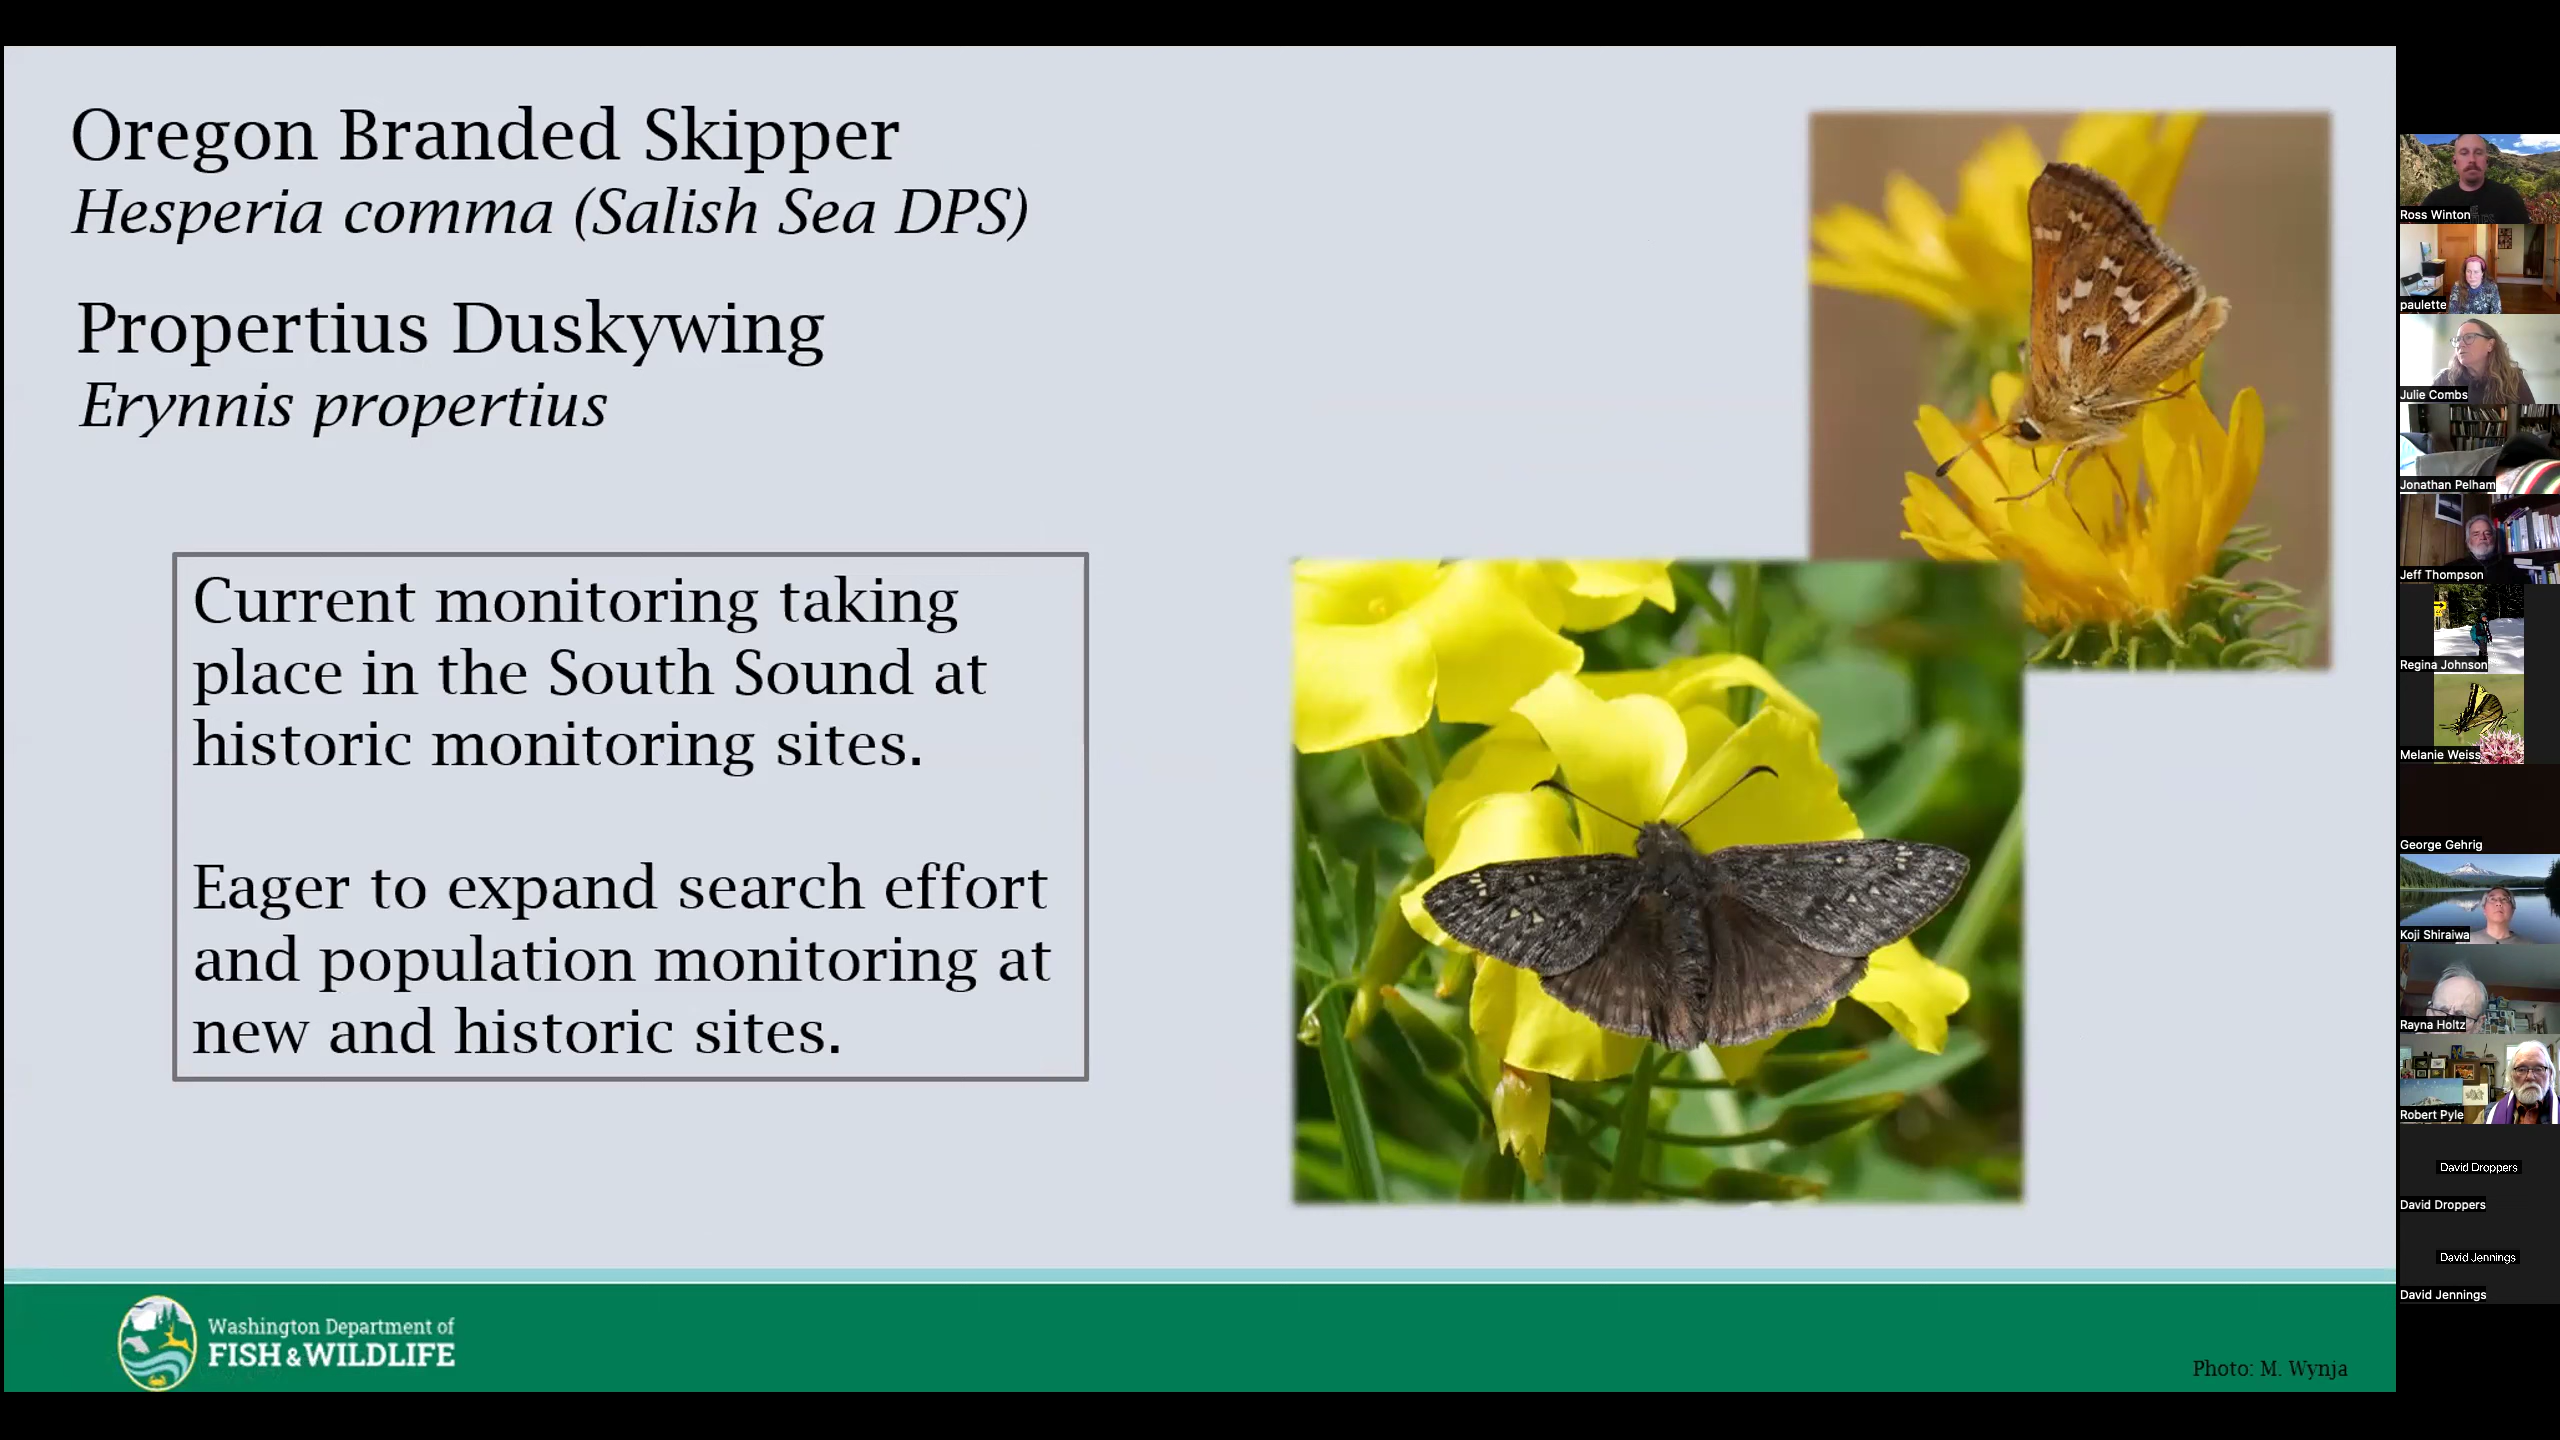 Oregon Branded Skipper
Hesperia comma (Salish Sea DPS)
Propertius Duskywing
Erynnis propertius
Current monitoring taking
place in the South Sound at
historic monitoring sites.
Eager to expand search effort
and population monitoring at
new and historic sites.
Washington Department of
FISH & WILDLIFE
Photo: M. Wynja
Ross Winton
paulette
Julie Combs
Jonathan Pelham
Jeff Thompson
Regina Johnson
Melanie Weiss
George Gehrig
Koji Shiraiwa
Rayna Holtz
Robert Pyle
David Droppers
David Droppers
David Jennings
David Jennings